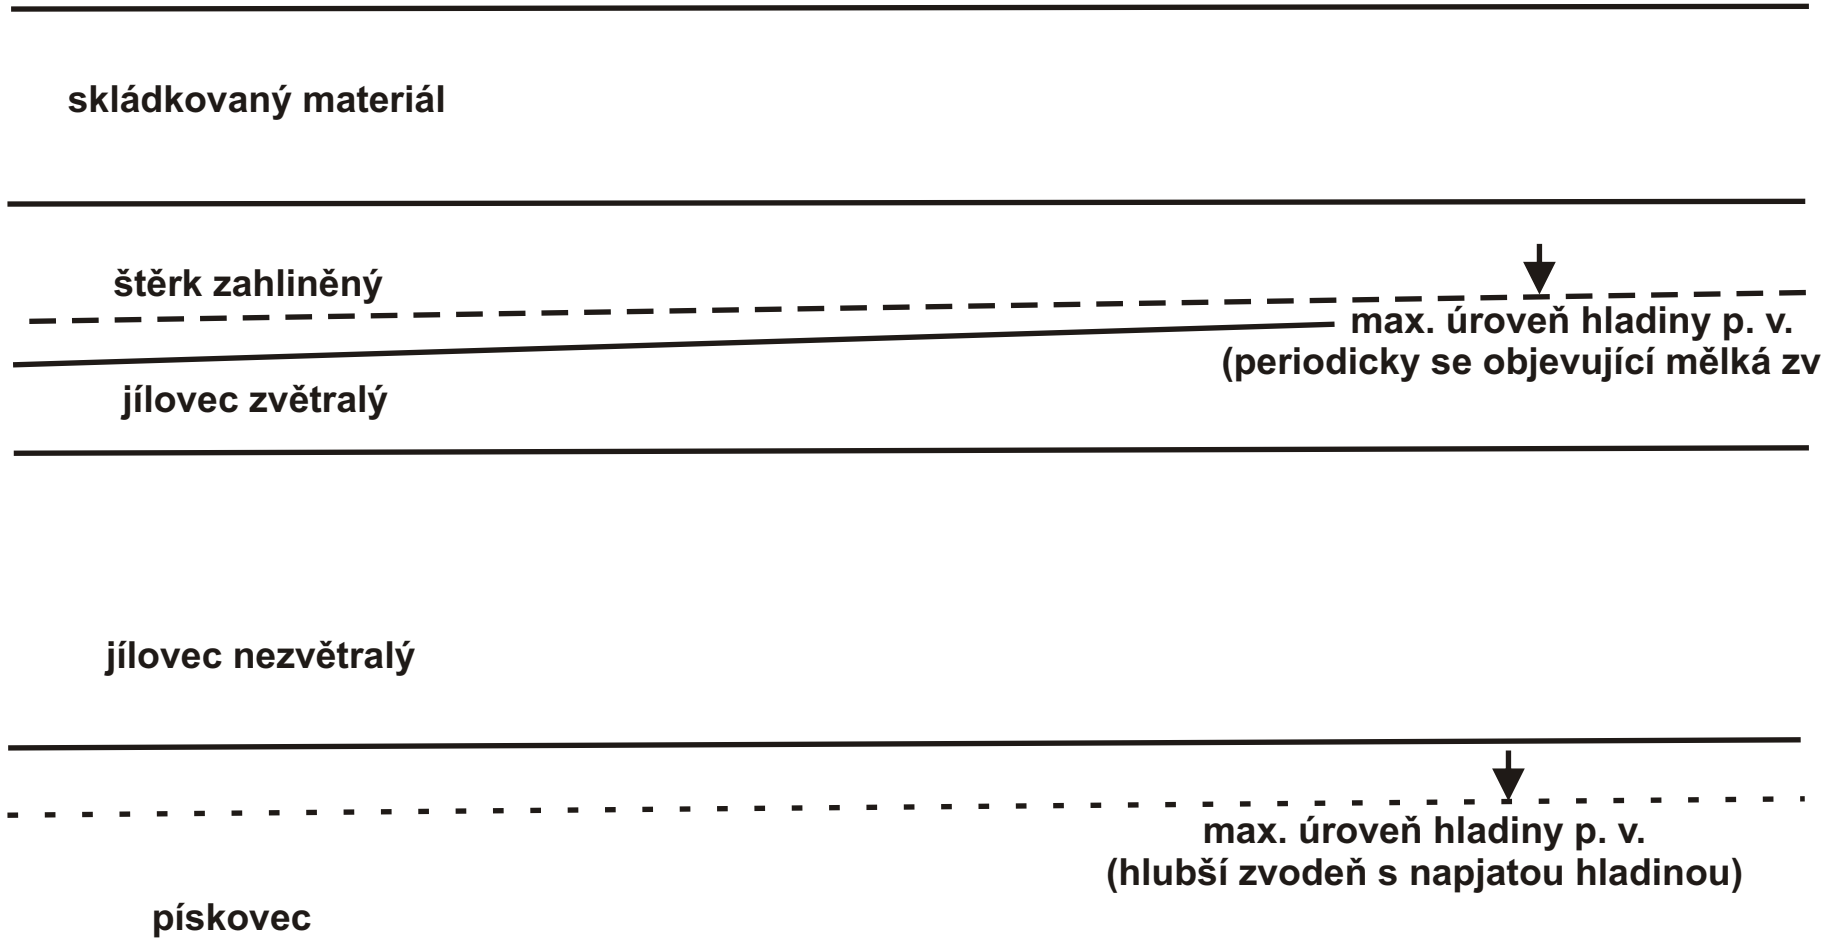 skládkovaný materiál
štěrk zahliněný
max. úroveň hladiny p. v.
(periodicky se objevující mělká zv
jílovec zvětralý
jílovec nezvětralý
max. úroveň hladiny p. v.
(hlubší zvodeň s napjatou hladinou)
pískovec